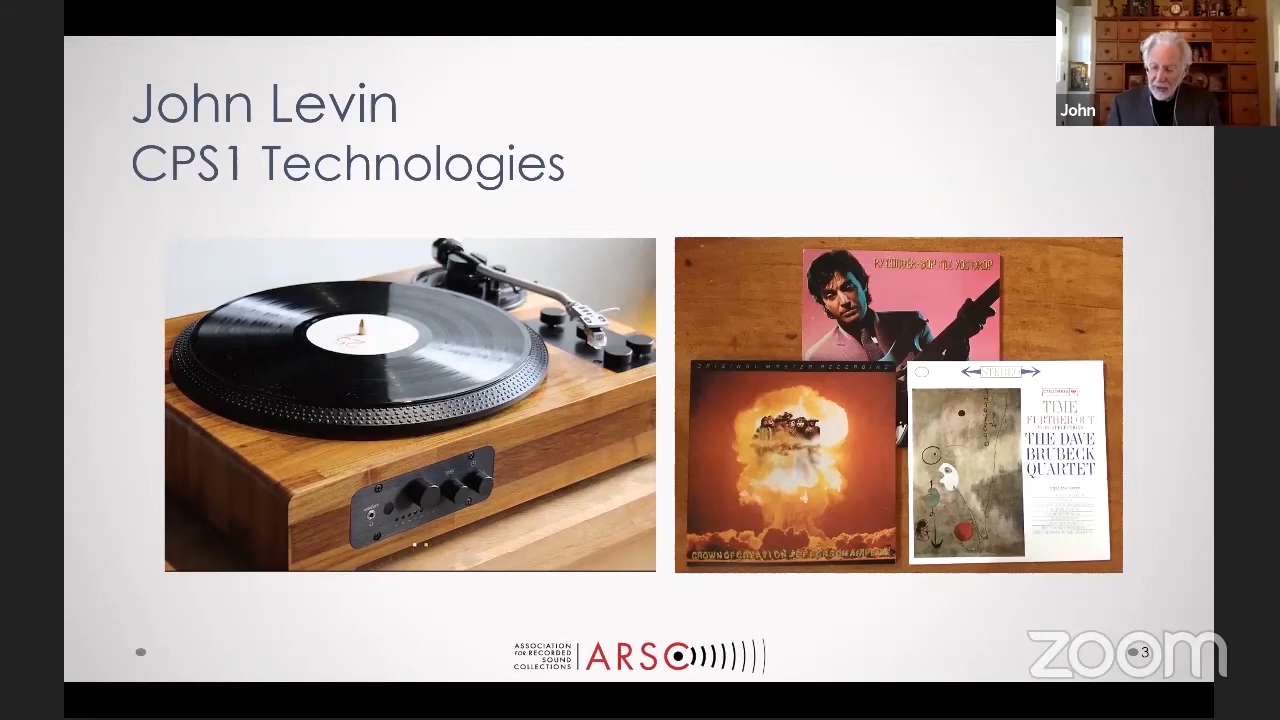 John Levin
CPS1 Technologies
John
RY COODER-BOP TILL YOU DROP
ORIGINAL MASTER RECORDING
CROWN OF CREATION JEFFERSON AIRPLANE
STEREO
COLUMBIA
TIME
FURTHER OUT
THE DAVE
BRUBECK
QUARTET
ASSOCIATION
FOR RECORDED
SOUND
COLLECTIONS
ARSC
zoom
3